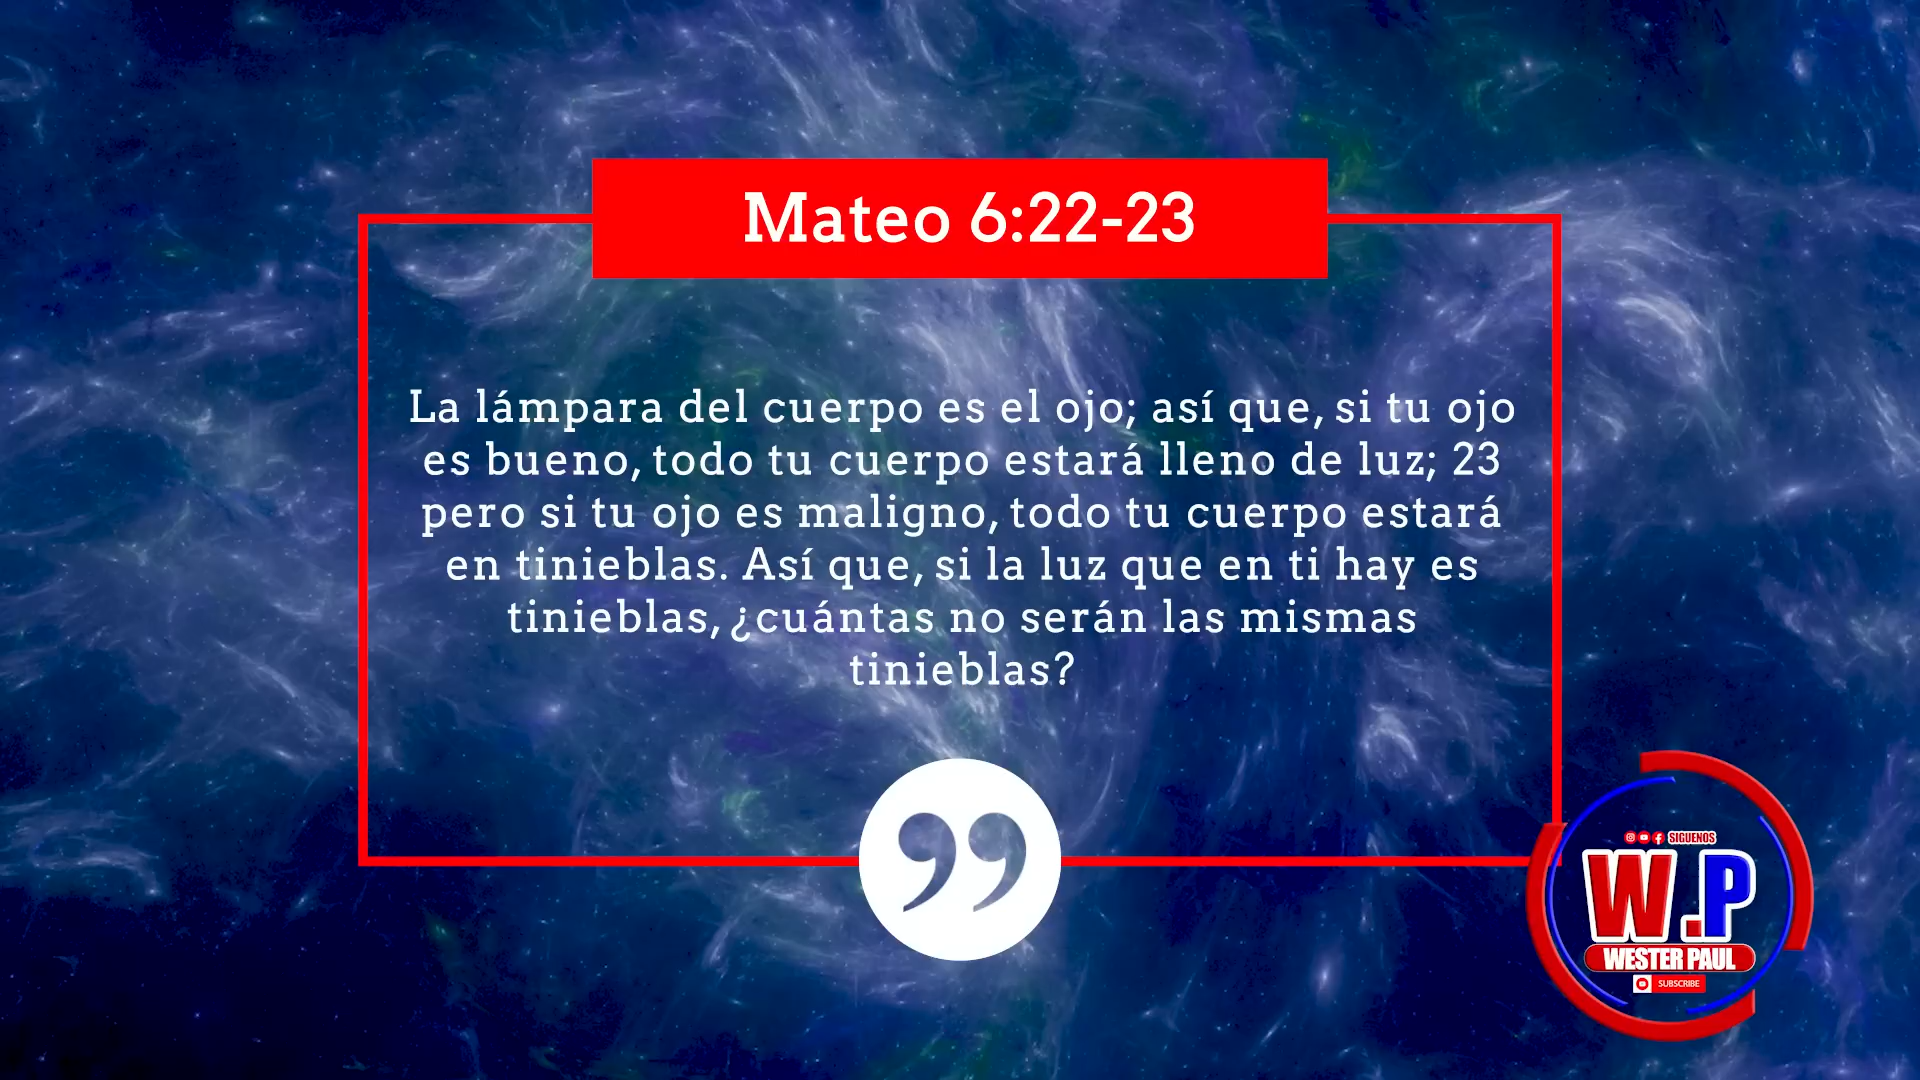 Mateo 6:22-23
La lámpara del cuerpo es el ojo; así que, si tu ojo
es bueno, todo tu cuerpo estará lleno de luz; 23
pero si tu ojo es maligno, todo tu cuerpo estará
en tinieblas. Así que, si la luz que en ti hay es
tinieblas, ¿cuántas no serán las mismas
tinieblas?
”
SIGUENOS
W.P
WESTER PAUL
SUBSCRIBE